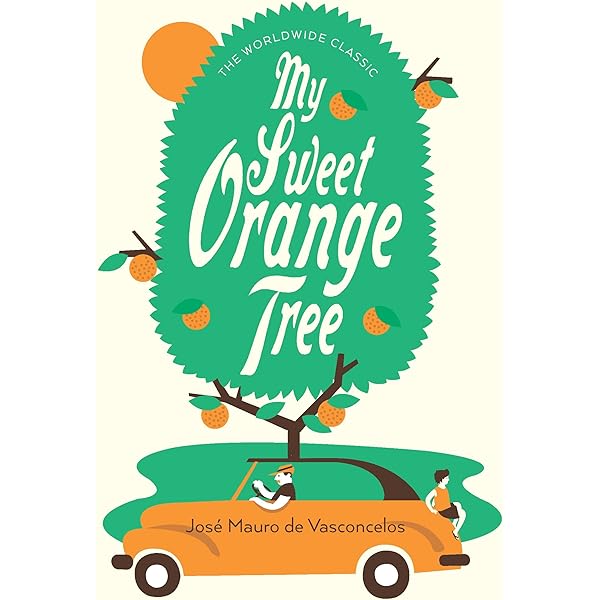 THE WORLDWIDE CLASSIC
My
Sweet
Orange
Tree
José Mauro de Vasconcelos